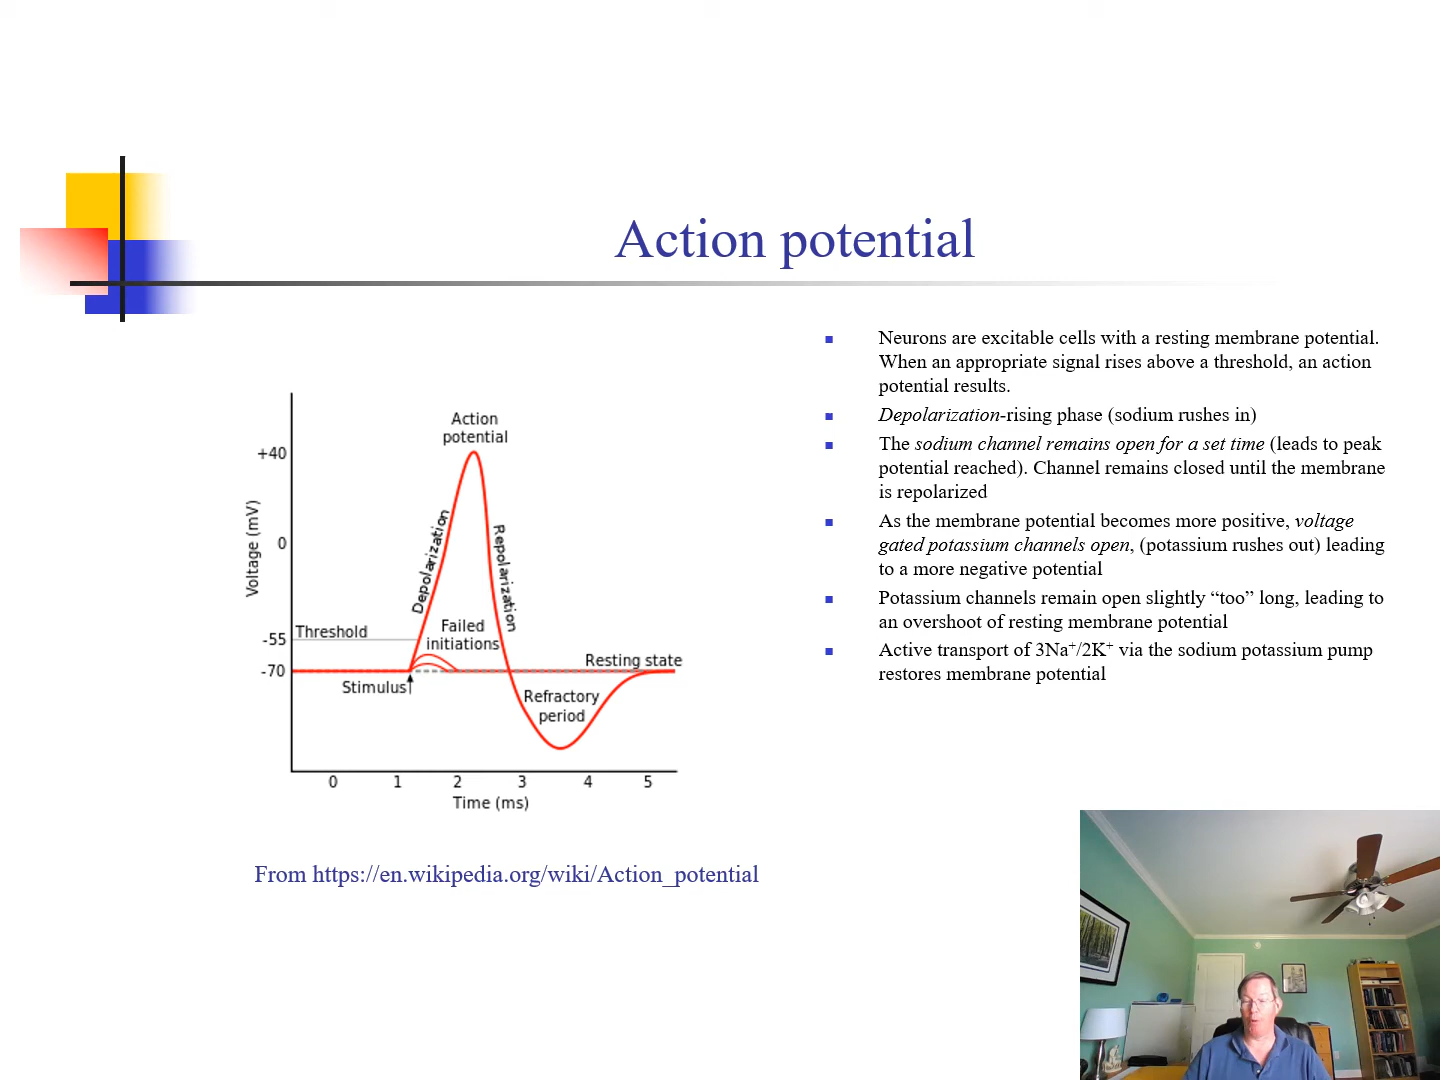 Action potential
Neurons are excitable cells with a resting membrane potential.
When an appropriate signal rises above a threshold, an action
potential results.
Depolarization-rising phase (sodium rushes in)
The sodium channel remains open for a set time (leads to peak
potential reached). Channel remains closed until the membrane
is repolarized
As the membrane potential becomes more positive, voltage
gated potassium channels open, (potassium rushes out) leading
to a more negative potential
Potassium channels remain open slightly “too” long, leading to
an overshoot of resting membrane potential
Active transport of 3Na⁺/2K⁺ via the sodium potassium pump
restores membrane potential
Action
potential
+40
0
-55
-70
Voltage (mV)
Depolarization
Repolarization
Threshold
Failed
initiations
Resting state
Stimulus
Refractory
period
0 1 2 3 4 5
Time (ms)
From https://en.wikipedia.org/wiki/Action_potential